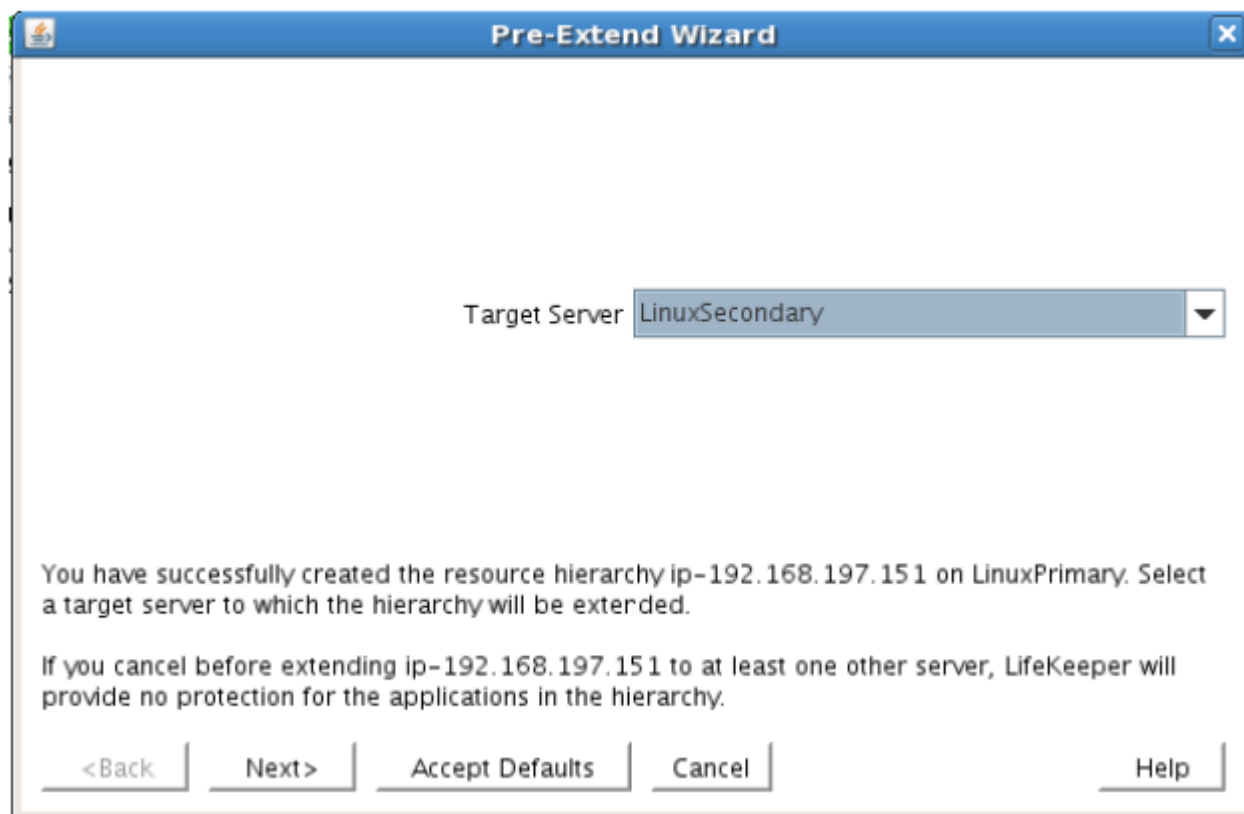 Pre-Extend Wizard
Target Server LinuxSecondary
You have successfully created the resource hierarchy ip-192.168.197.151 on LinuxPrimary. Select
a target server to which the hierarchy will be extended.
If you cancel before extending ip-192.168.197.151 to at least one other server, LifeKeeper will
provide no protection for the applications in the hierarchy.
<Back Next> Accept Defaults Cancel Help